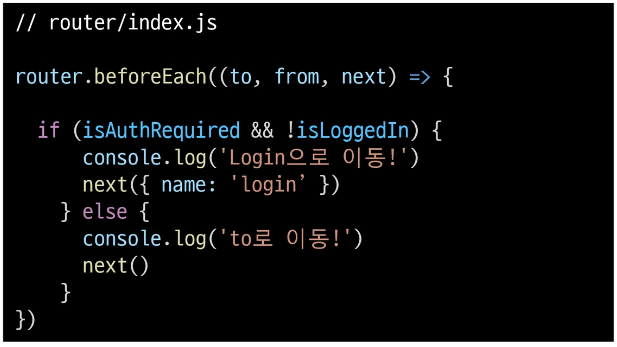 // router/index.js
router.beforeEach((to, from, next) => {
if (isAuthRequired && !isLoggedIn) {
console.log('Login으로 이동!')
next({ name: 'login’ })
} else {
console.log('to로 이동!')
next()
}
})